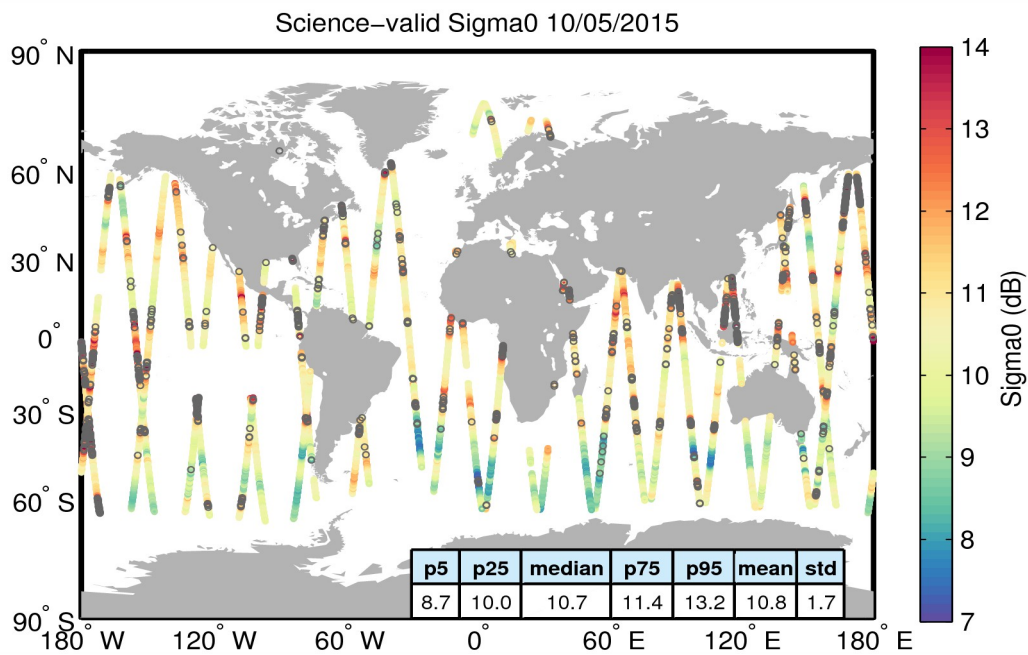 Science−valid Sigma0 10/05/2015
90° N
60° N
30° N
0°
30° S
60° S
90° S
180° W
120° W
60° W
0°
60° E
120° E
180° E
14
13
12
11
10
9
8
7
Sigma0 (dB)
p5 p25 median p75 p95 mean std
8.7 10.0 10.7 11.4 13.2 10.8 1.7